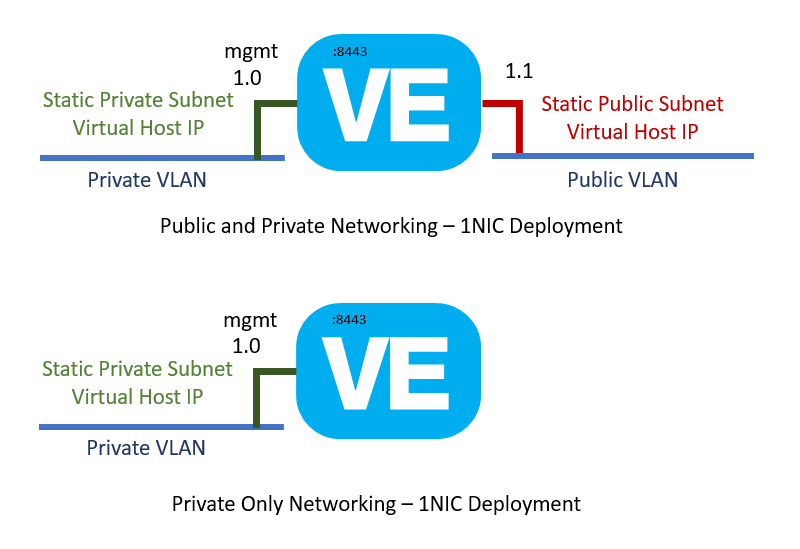 mgmt
1.0
:8443
VE
1.1
Static Private Subnet
Virtual Host IP
Static Public Subnet
Virtual Host IP
Private VLAN
Public VLAN
Public and Private Networking – 1NIC Deployment
mgmt
1.0
:8443
VE
Static Private Subnet
Virtual Host IP
Private VLAN
Private Only Networking – 1NIC Deployment